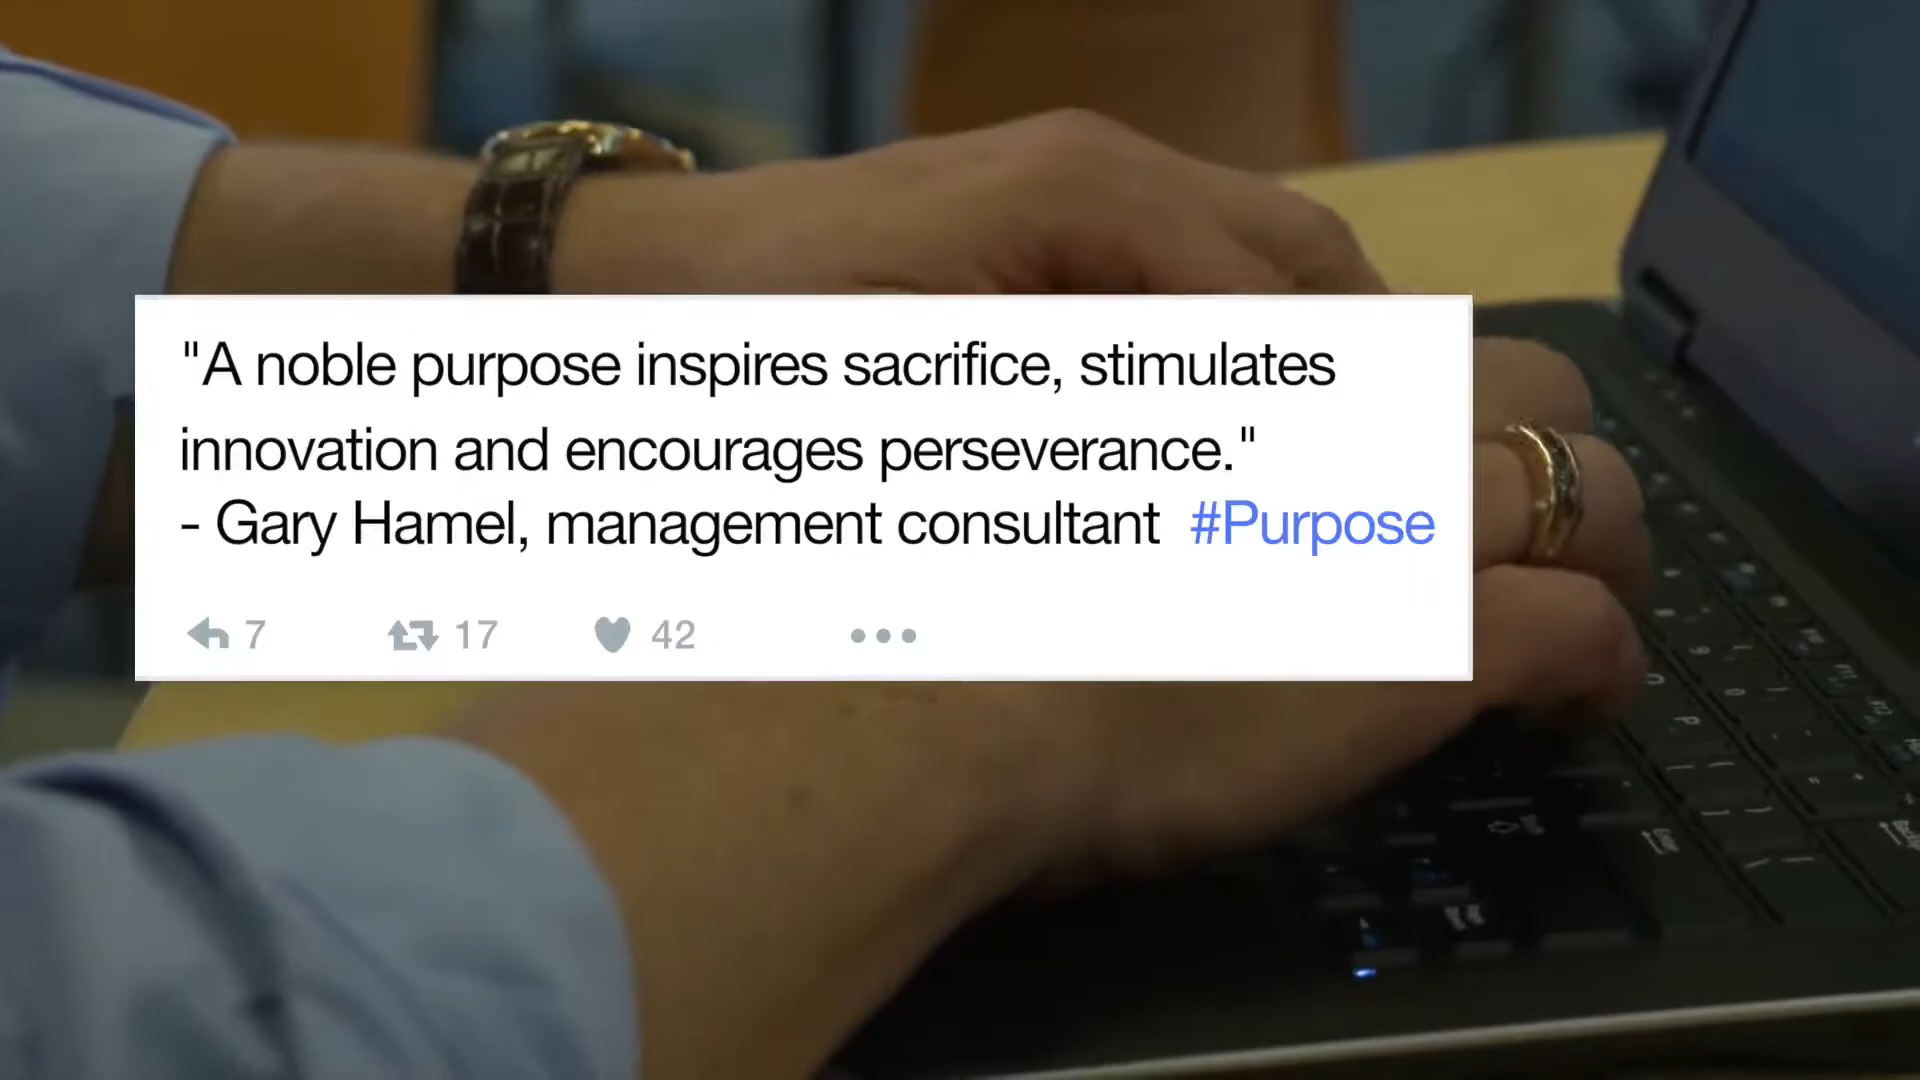 "A noble purpose inspires sacrifice, stimulates
innovation and encourages perseverance."
- Gary Hamel, management consultant #Purpose
7 17 42